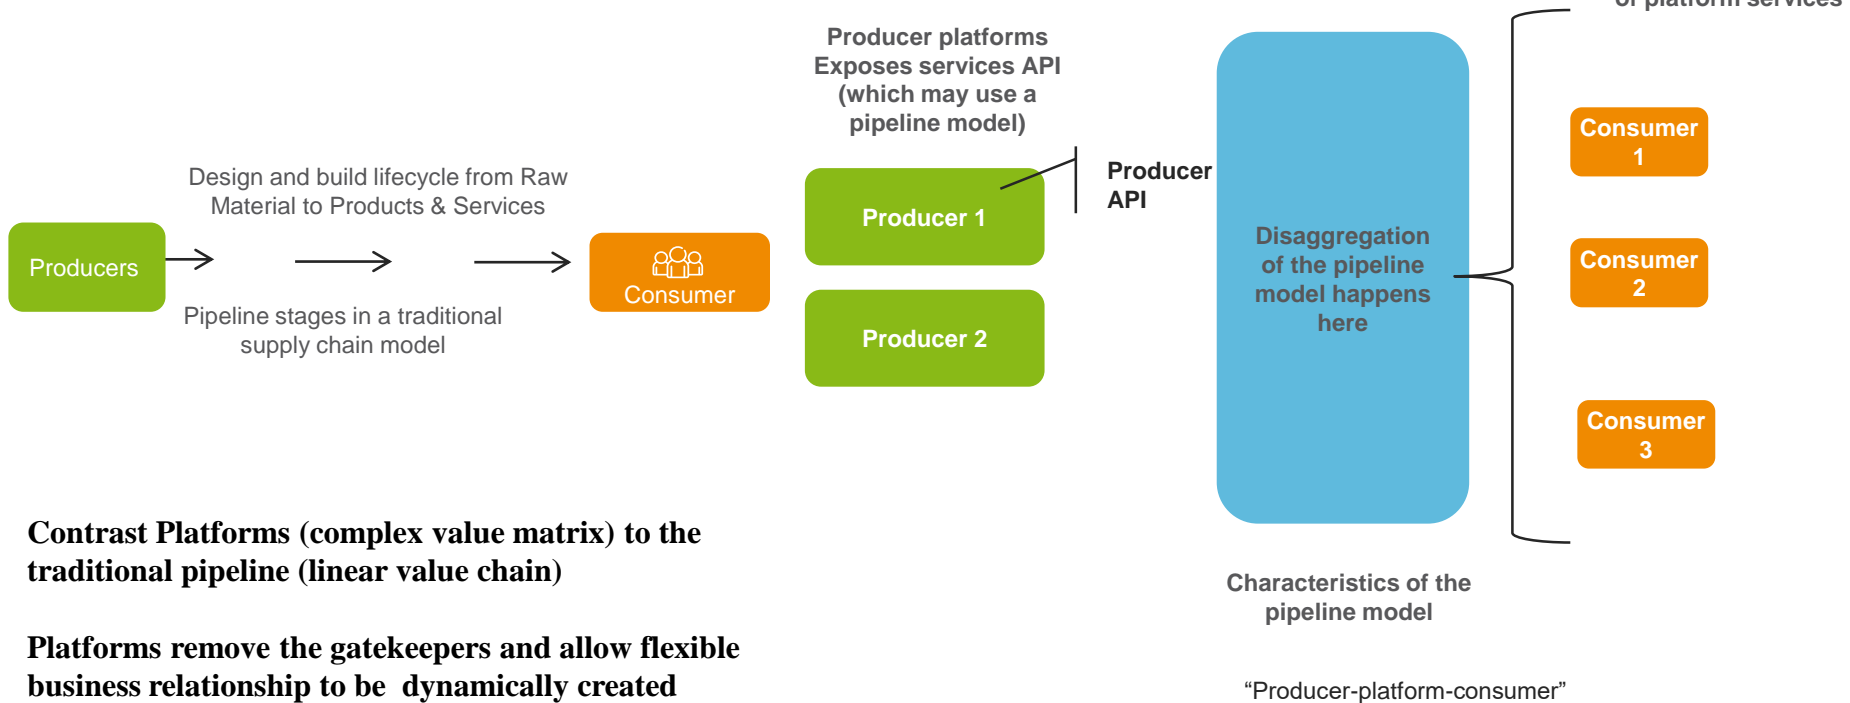 of platform services
Producer platforms
Exposes services API
(which may use a
pipeline model)
Design and build lifecycle from Raw
Material to Products & Services
Producers
Consumer
Pipeline stages in a traditional
supply chain model
Producer 1
Producer 2
Producer
API
Disaggregation
of the pipeline
model happens
here
Consumer
1
Consumer
2
Consumer
3
Contrast Platforms (complex value matrix) to the
traditional pipeline (linear value chain)
Platforms remove the gatekeepers and allow flexible
business relationship to be  dynamically created
Characteristics of the
pipeline model
“Producer-platform-consumer”